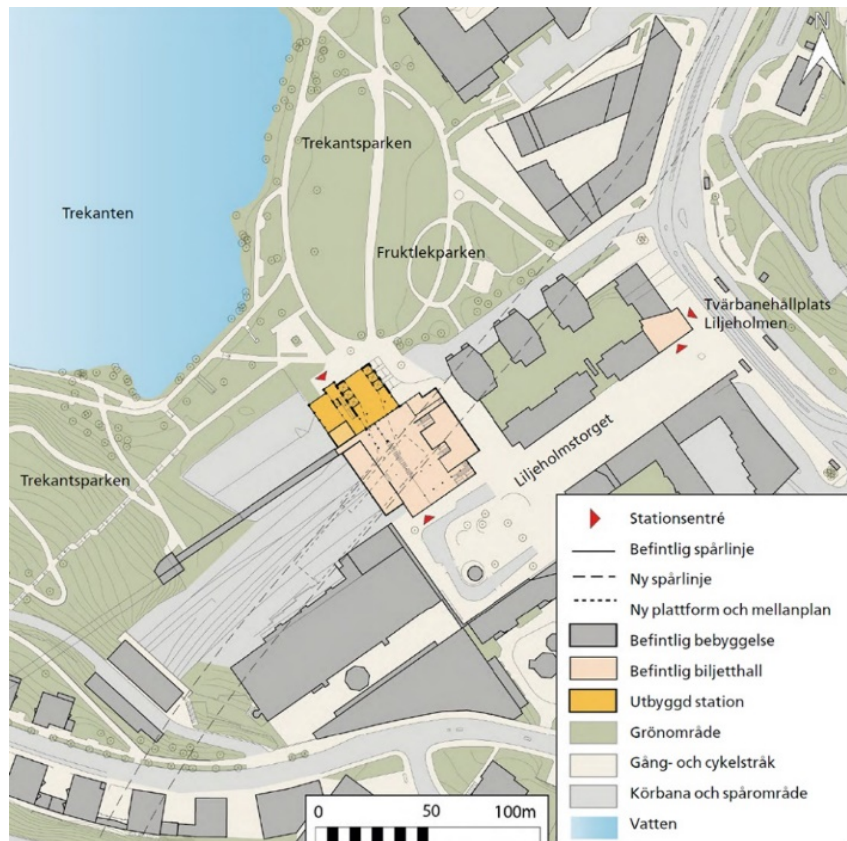 N
Trekantsparken
Trekanten
Fruktlekparken
Tvärbanehållplats
Liljeholmen
Trekantsparken
Liljeholmstorget
Stationsentré
Befintlig spårlinje
Ny spårlinje
Ny plattform och mellanplan
Befintlig bebyggelse
Befintlig biljetthall
Utbyggd station
Grönområde
Gång- och cykelstråk
Körbana och spårområde
Vatten
0 50 100m